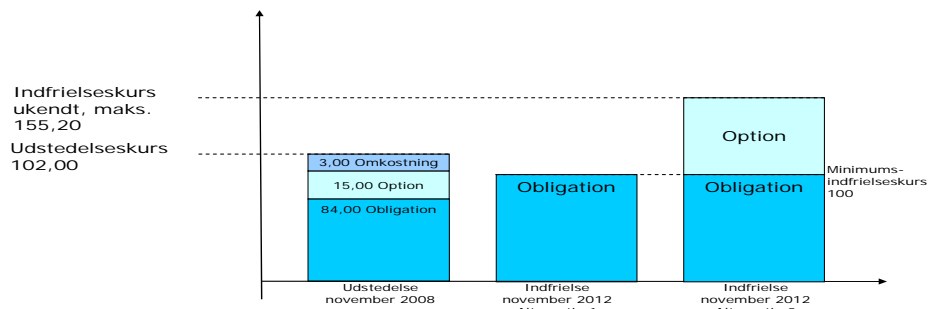 Indfrielseskurs
ukendt, maks.
155,20
Udstedelseskurs
102,00
3,00 Omkostning
15,00 Option
84,00 Obligation
Obligation
Option
Obligation
Minimums-
indfrielseskurs
100
Udstedelse
november 2008
Indfrielse
november 2012
Indfrielse
november 2012